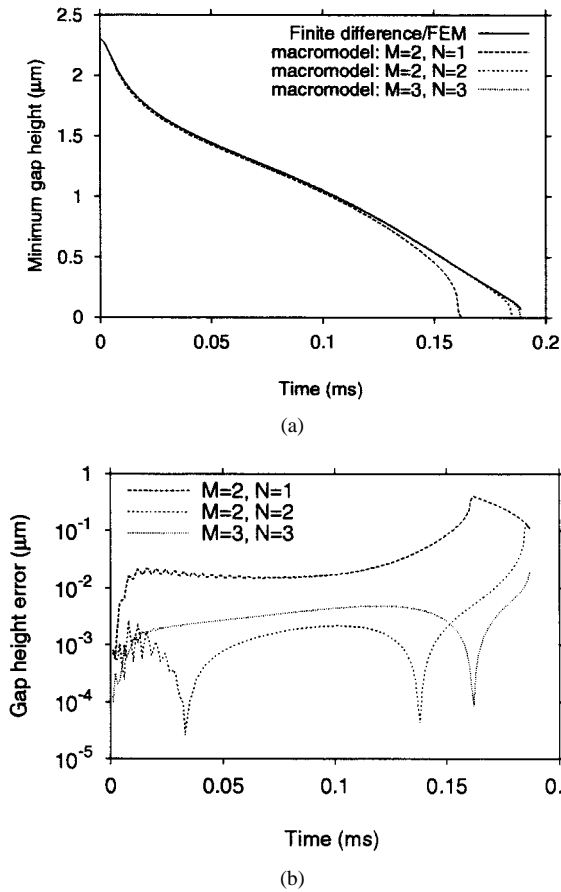 2.5
2
1.5
1
0.5
0
Minimum gap height (μm)
Finite difference/FEM
macromodel: M=2, N=1
macromodel: M=2, N=2
macromodel: M=3, N=3
0 0.05 0.1 0.15 0.2
Time (ms)
(a)
1
10-1
10-2
10-3
10-4
10-5
Gap height error (μm)
M=2, N=1
M=2, N=2
M=3, N=3
0 0.05 0.1 0.15 0.
Time (ms)
(b)